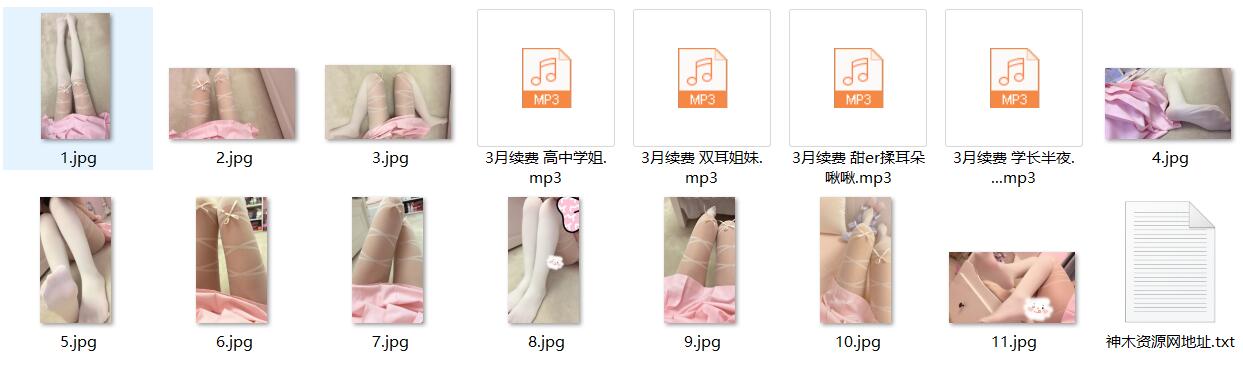 1.jpg
2.jpg
3.jpg
MP3
3月续费 高中学姐.
mp3
MP3
3月续费 双耳姐妹.
mp3
MP3
3月续费 甜er揉耳朵
啾啾.mp3
MP3
3月续费 学长半夜.
...mp3
4.jpg
5.jpg
6.jpg
7.jpg
8.jpg
9.jpg
10.jpg
11.jpg
神木资源网地址.txt